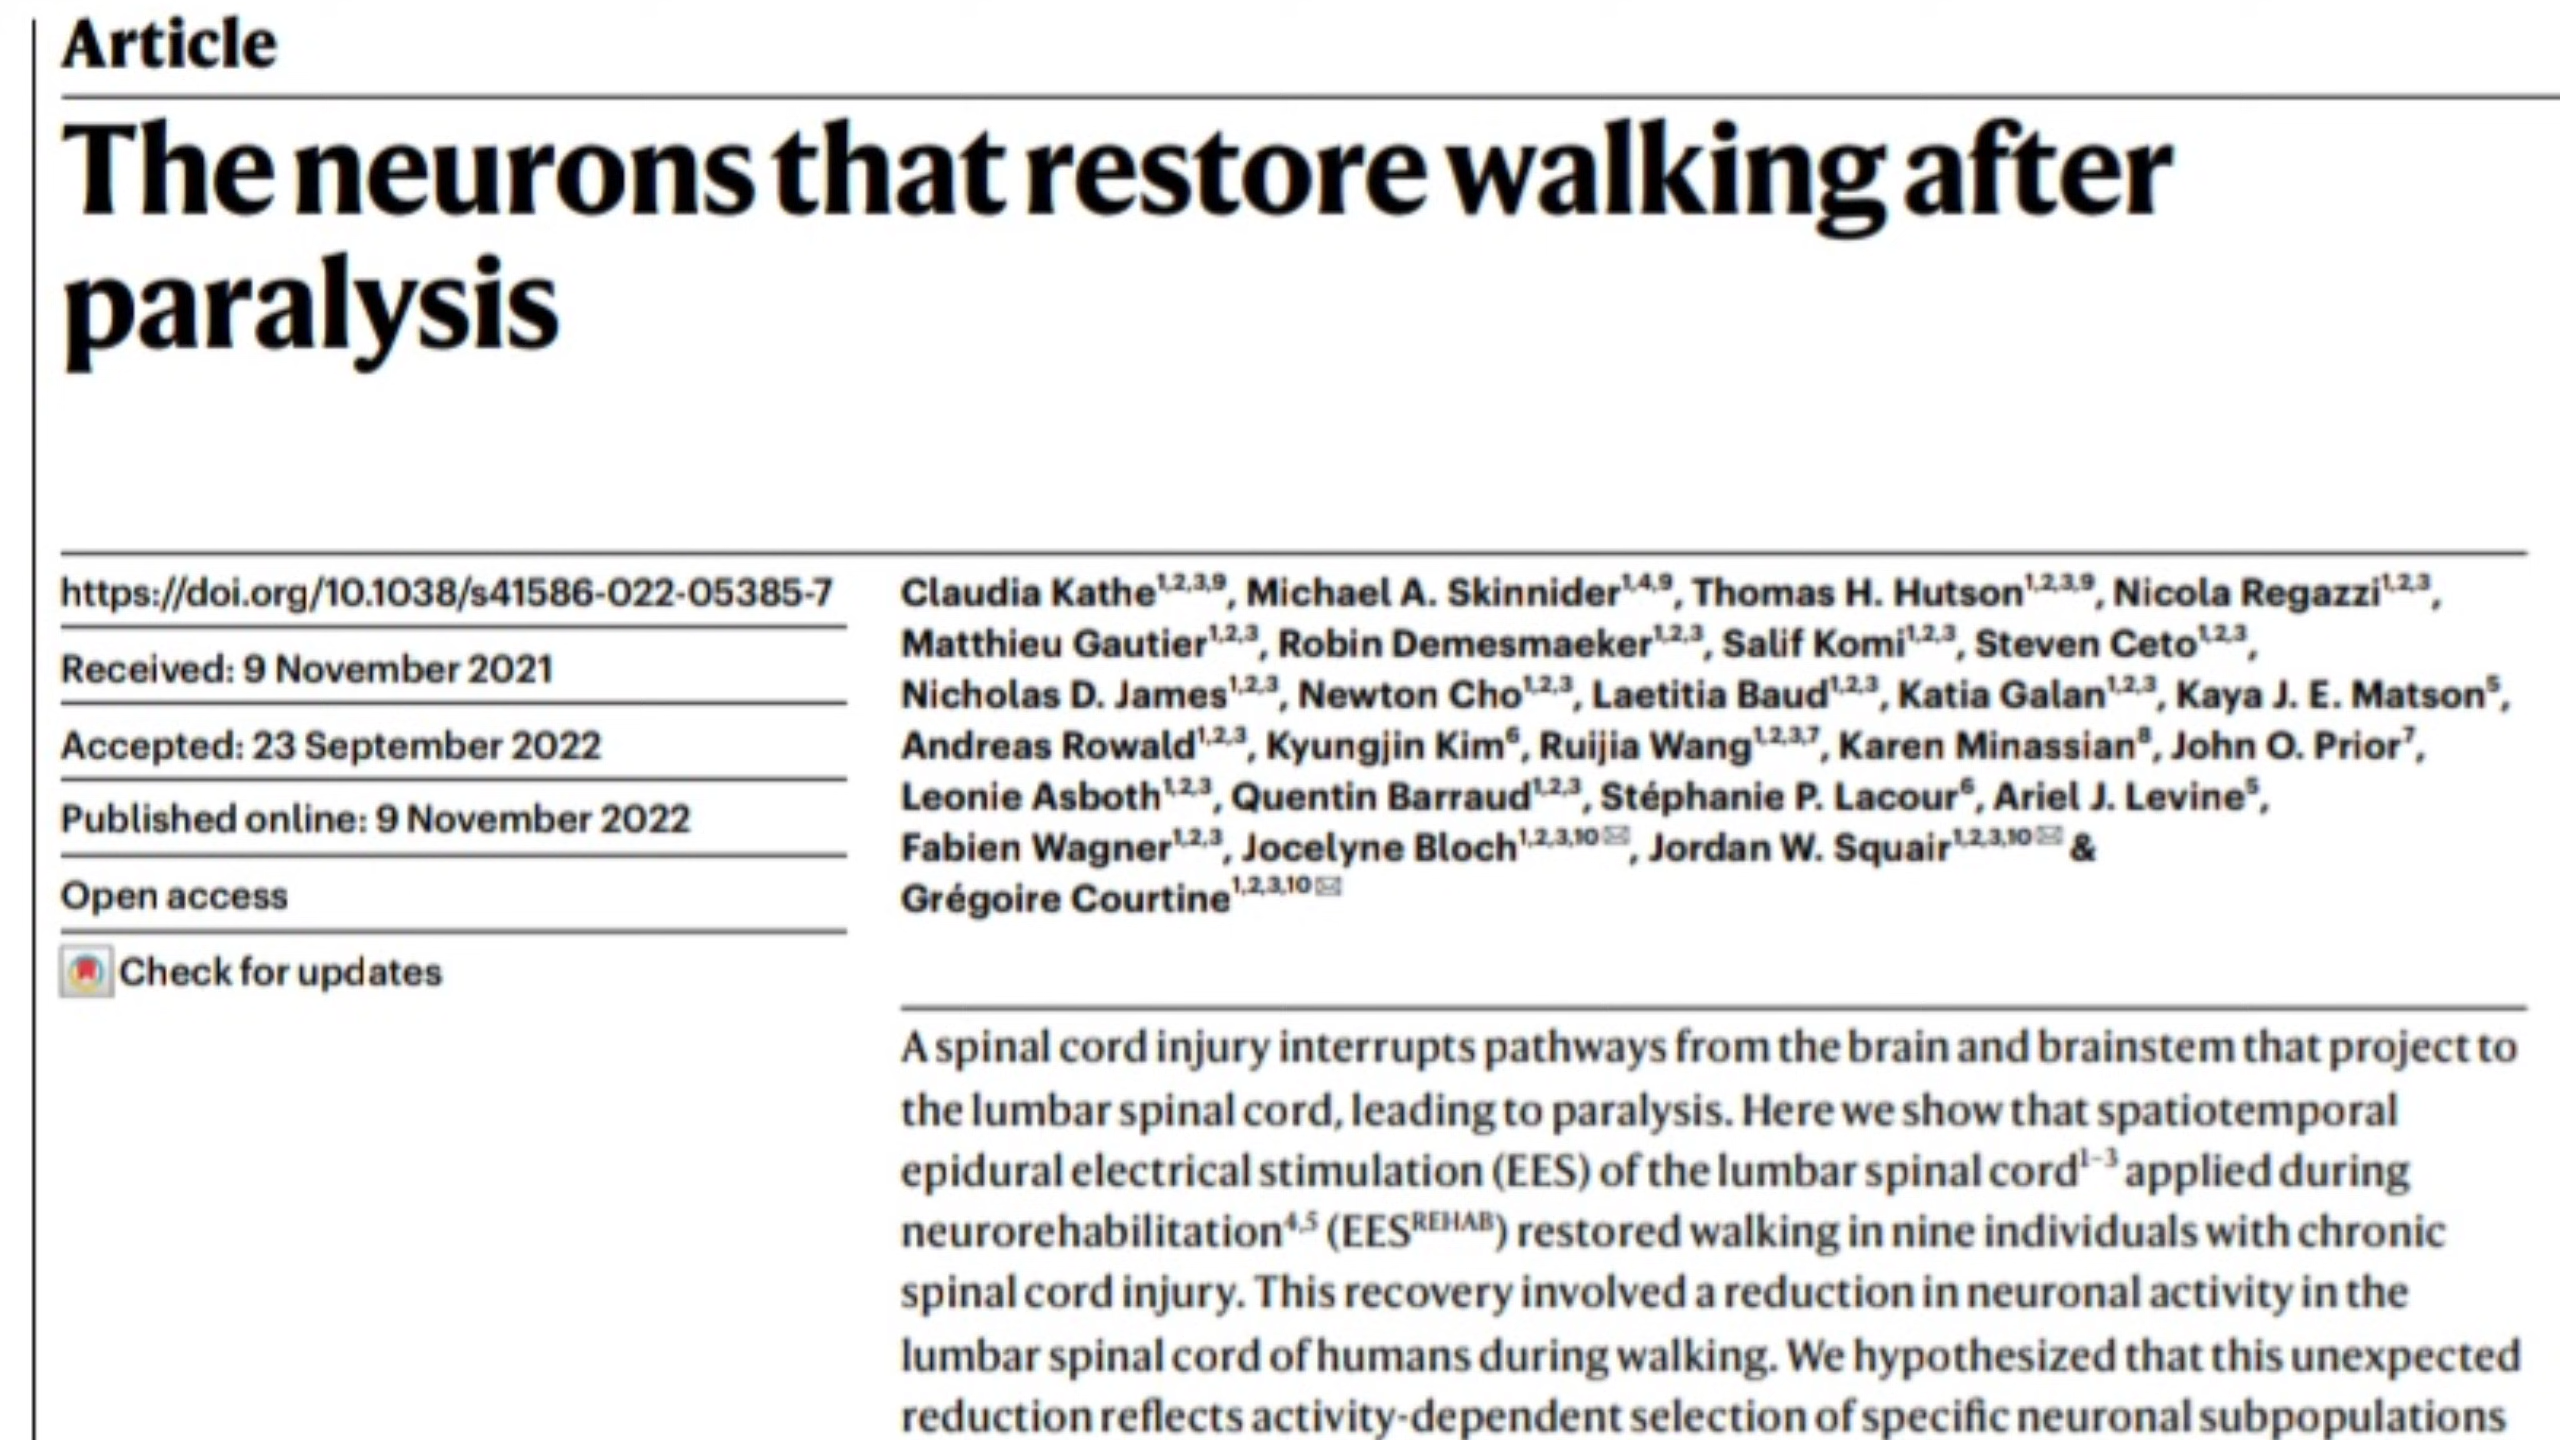 Article
The neurons that restore walking after
paralysis
https://doi.org/10.1038/s41586-022-05385-7
Received: 9 November 2021
Accepted: 23 September 2022
Published online: 9 November 2022
Open access
Check for updates
Claudia Kathe1,2,3,9, Michael A. Skinnider1,4,9, Thomas H. Hutson1,2,3,9, Nicola Regazzi1,2,3,
Matthieu Gautier1,2,3, Robin Demesmaeker1,2,3, Salif Komi1,2,3, Steven Ceto1,2,3,
Nicholas D. James1,2,3, Newton Cho1,2,3, Laetitia Baud1,2,3, Katia Galan1,2,3, Kaya J. E. Matson5,
Andreas Rowald1,2,3, Kyungjin Kim6, Ruijia Wang1,2,3,7, Karen Minassian8, John O. Prior7,
Leonie Asboth1,2,3, Quentin Barraud1,2,3, Stéphanie P. Lacour6, Ariel J. Levine5,
Fabien Wagner1,2,3, Jocelyne Bloch1,2,3,10✉, Jordan W. Squair1,2,3,10✉ &
Grégoire Courtine1,2,3,10✉
A spinal cord injury interrupts pathways from the brain and brainstem that project to
the lumbar spinal cord, leading to paralysis. Here we show that spatiotemporal
epidural electrical stimulation (EES) of the lumbar spinal cord1–3 applied during
neurorehabilitation4,5 (EESREHAB) restored walking in nine individuals with chronic
spinal cord injury. This recovery involved a reduction in neuronal activity in the
lumbar spinal cord of humans during walking. We hypothesized that this unexpected
reduction reflects activity-dependent selection of specific neuronal subpopulations